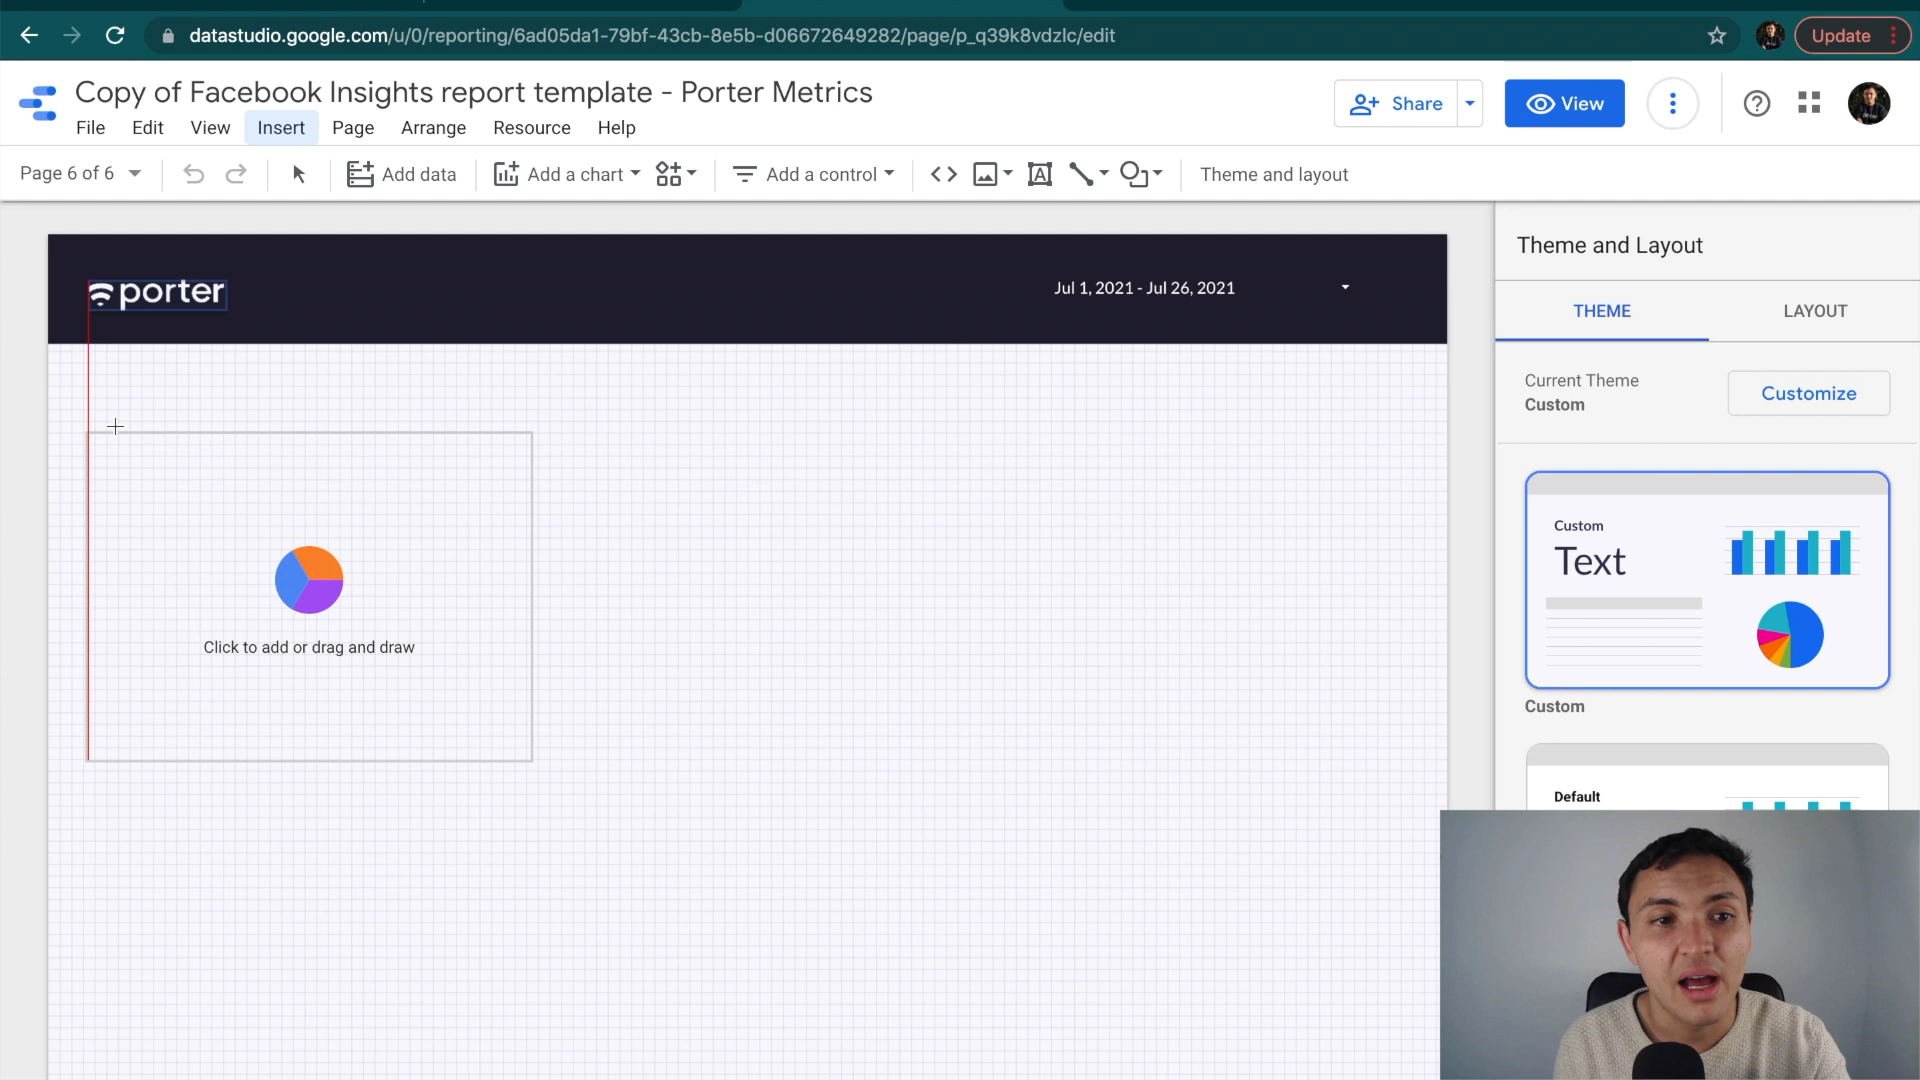 datastudio.google.com/u/0/reporting/6ad05da1-79bf-43cb-8e5b-d06672649282/page/p_q39k8vdzlc/edit
Update
Copy of Facebook Insights report template - Porter Metrics
File Edit View Insert Page Arrange Resource Help
Share
View
Page 6 of 6
Add data
Add a chart
Add a control
Theme and layout
porter
Jul 1, 2021 - Jul 26, 2021
Click to add or drag and draw
Theme and Layout
THEME
LAYOUT
Current Theme
Custom
Customize
Custom
Text
Custom
Default